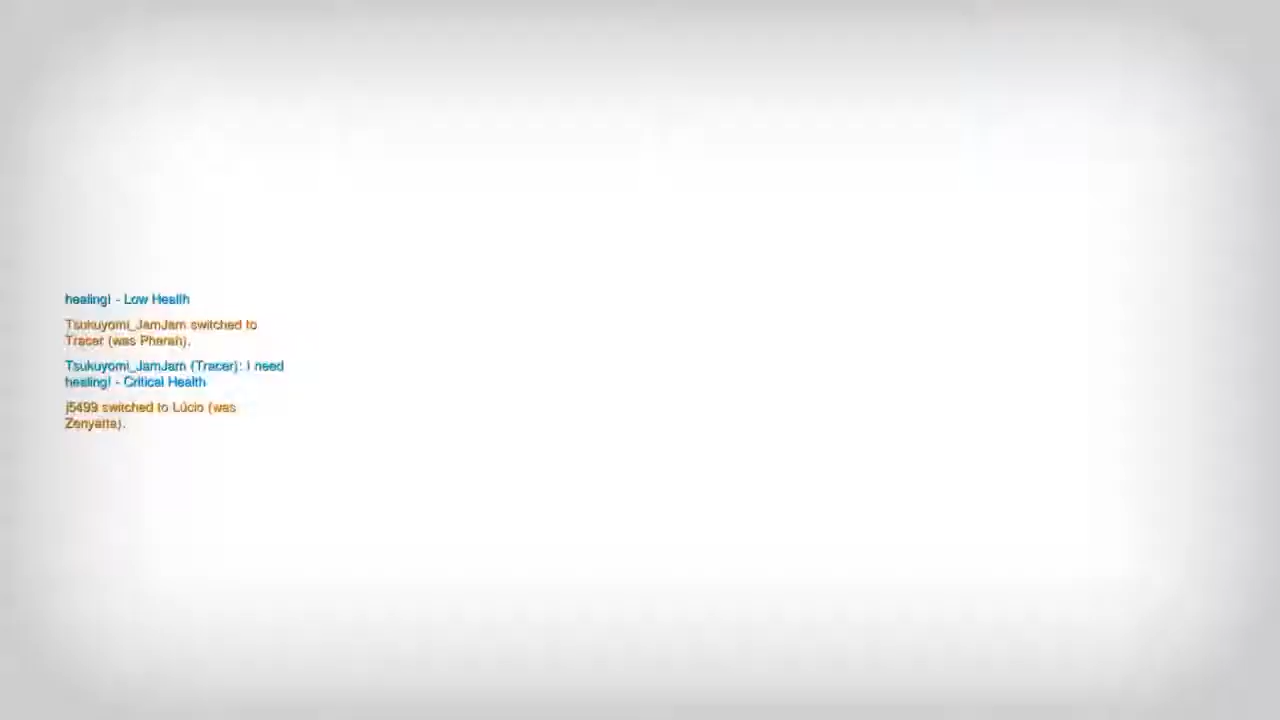 healing! - Low Health
Tsukuyomi_JamJam switched to
Tracer (was Pharah).
Tsukuyomi_JamJam (Tracer): I need
healing! - Critical Health
j5499 switched to Lúcio (was
Zenyatta).